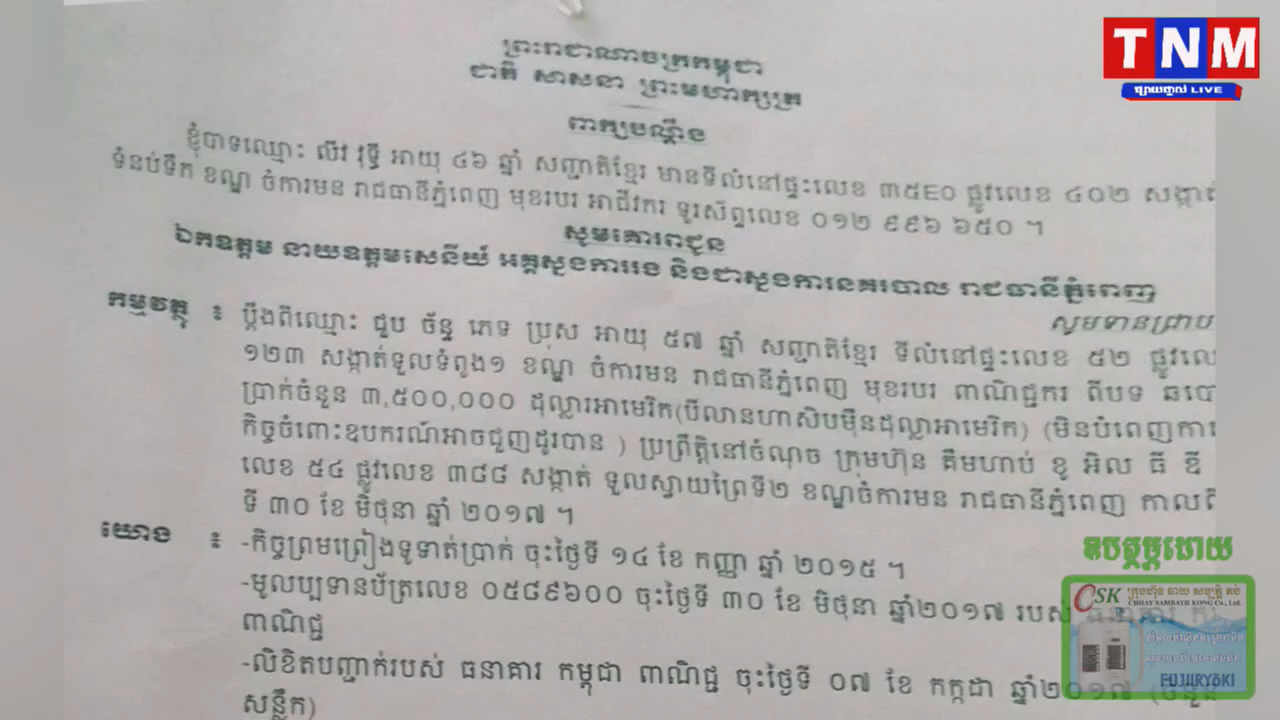 ព្រះរាជាណាចក្រកម្ពុជា
ជាតិ សាសនា ព្រះមហាក្សត្រ
ពាក្យបណ្តឹង
ខ្ញុំបាទឈ្មោះ លីវ វុទ្ធី អាយុ ៤៦ ឆ្នាំ សញ្ជាតិខ្មែរ មានទីលំនៅផ្ទះលេខ ៣៥E០ ផ្លូវលេខ ៤០២ សង្កាត់
ទំនប់ទឹក ខណ្ឌ ចំការមន រាជធានីភ្នំពេញ មុខរបរ អាជីវករ ទូរស័ព្ទលេខ ០១២ ៩៩៦ ៦៥០ ។
សូមគោរពជូន
ឯកឧត្តម នាយឧត្តមសេនីយ៍ អគ្គស្នងការរង និងជាស្នងការនគរបាល រាជធានីភ្នំពេញ
សូមទានជ្រាប
កម្មវត្ថុ ៖ ប្តឹងពីឈ្មោះ ជួប ច័ន្ទ ភេទ ប្រុស អាយុ ៥៧ ឆ្នាំ សញ្ជាតិខ្មែរ ទីលំនៅផ្ទះលេខ ៥២
១២៣ សង្កាត់ទួលទំពូង១ ខណ្ឌ ចំការមន រាជធានីភ្នំពេញ មុខរបរ ពាណិជ្ជករ ពីបទ
ប្រាក់ចំនួន ៣,៥០០,០០០ ដុល្លារអាមេរិក(បីលានហាសិបម៉ឺនដុល្លាអាមេរិក) (មិនបំពេញ
កិច្ចចំពោះឧបករណ៍អាចជួញដូរបាន ) ប្រព្រឹត្តិនៅចំណុច ក្រុមហ៊ុន គឹមហាប់ ខូ អិល ធី ឌី
លេខ ៥៤ ផ្លូវលេខ ៣៨៨ សង្កាត់ ទួលស្វាយព្រៃទី២ ខណ្ឌចំការមន រាជធានីភ្នំពេញ
ទី ៣០ ខែ មិថុនា ឆ្នាំ ២០១៧ ។
យោង ៖ -កិច្ចព្រមព្រៀងទូទាត់ប្រាក់ ចុះថ្ងៃទី ១៤ ខែ កញ្ញា ឆ្នាំ ២០១៥ ។
-មូលប្បទានប័ត្រលេខ ០៥៨៩៦០០ ចុះថ្ងៃទី ៣០ ខែ មិថុនា ឆ្នាំ២០១៧ របស់ ធនាគារ
ពាណិជ្ជ
-លិខិតបញ្ជាក់របស់ ធនាគារ កម្ពុជា ពាណិជ្ជ ចុះថ្ងៃទី ០៧ ខែ កក្កដា ឆ្នាំ២០១៧ (ចំនួន
សន្លឹក)
TNM
ផ្សាយផ្ទាល់ LIVE
ឧបត្ថម្ភដោយ
CSK
ក្រុមហ៊ុន ឆាយ សម្បត្តិ គង់
CHHAY SAMBATH KONG Co., Ltd.
FUJIRYOKI